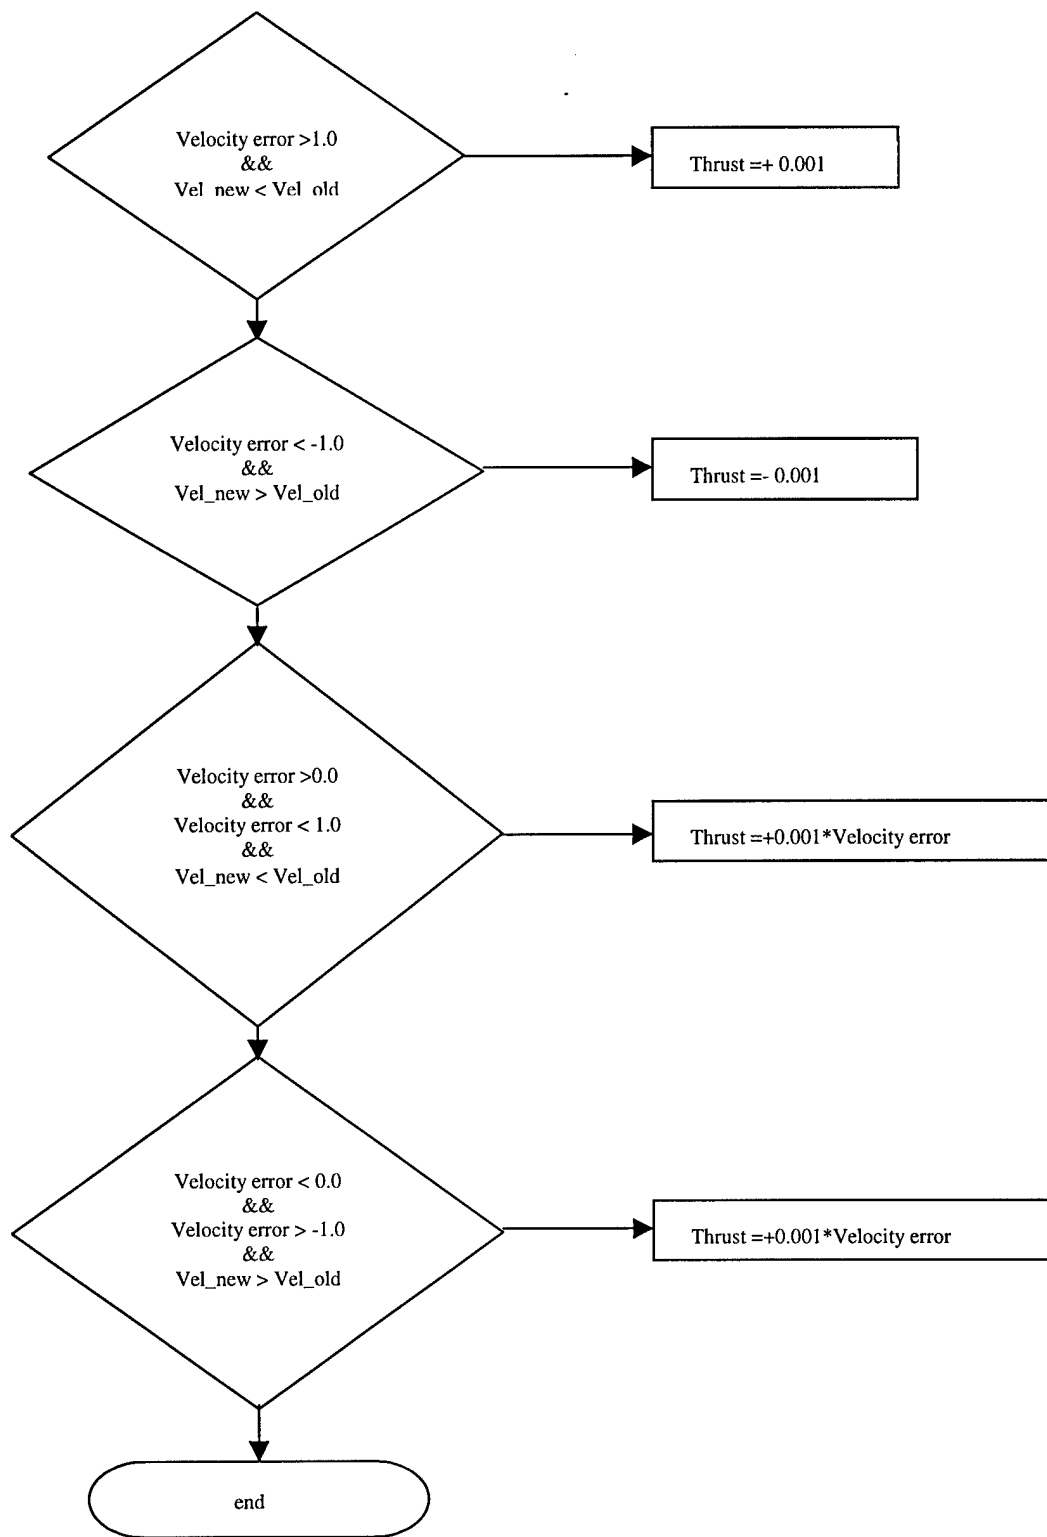 Velocity error >1.0
&&
Vel_new < Vel_old
Thrust =+ 0.001
Velocity error < -1.0
&&
Vel_new > Vel_old
Thrust =- 0.001
Velocity error >0.0
&&
Velocity error < 1.0
&&
Vel_new < Vel_old
Thrust =+0.001*Velocity error
Velocity error < 0.0
&&
Velocity error > -1.0
&&
Vel_new > Vel_old
Thrust =+0.001*Velocity error
end